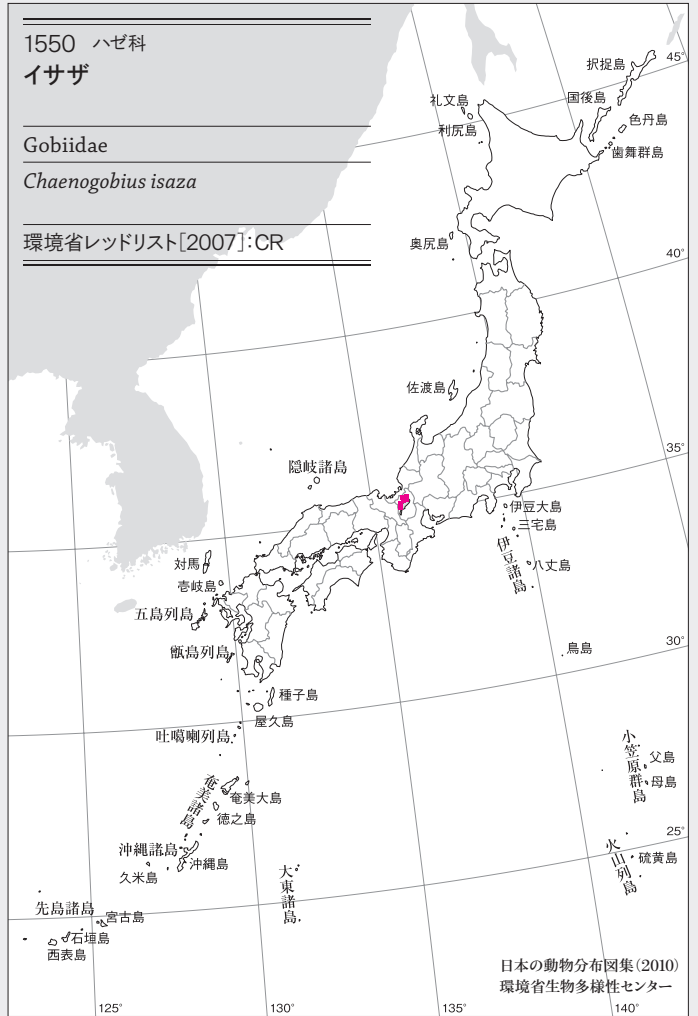 1550 ハゼ科
イサザ
Gobiidae
Chaenogobius isaza
環境省レッドリスト[2007]:CR
択捉島
45°
国後島
礼文島
色丹島
利尻島
歯舞群島
奥尻島
40°
佐渡島
35°
隠岐諸島
伊豆大島
三宅島
伊豆諸島
八丈島
対馬
壱岐島
五島列島
甑島列島
鳥島
30°
種子島
屋久島
吐噶喇列島
小笠原群島
父島
母島
奄美諸島
奄美大島
徳之島
25°
沖縄諸島
沖縄島
久米島
火山列島
硫黄島
大東諸島
先島諸島
宮古島
石垣島
西表島
日本の動物分布図集(2010)
環境省生物多様性センター
125°
130°
135°
140°